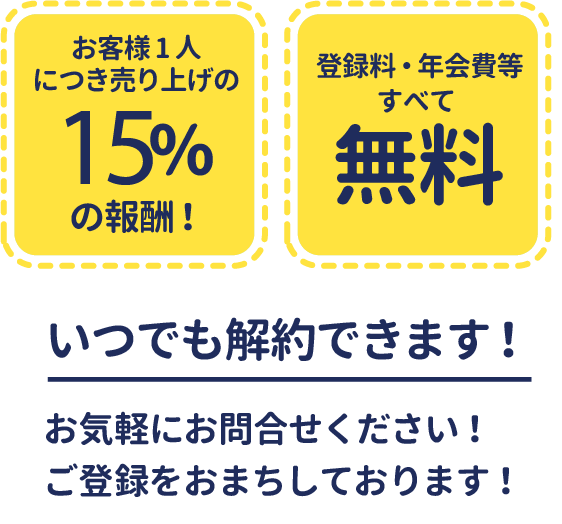 お客様1人
につき売り上げの
15%
の報酬！
登録料・年会費等
すべて
無料
いつでも解約できます！
お気軽にお問合せください！
ご登録をおまちしております！